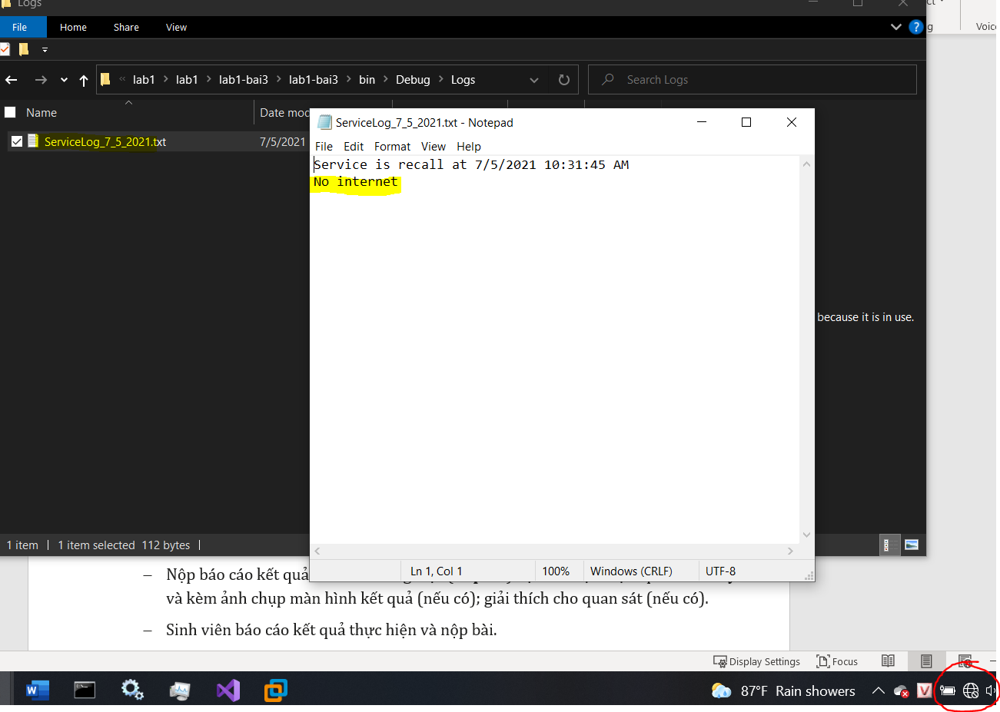 Logs
File Home Share View
lab1 lab1 lab1-bai3 lab1-bai3 bin Debug Logs
Search Logs
Name
Date
ServiceLog_7_5_2021.txt
7/5/2021
ServiceLog_7_5_2021.txt - Notepad
File Edit Format View Help
Service is recall at 7/5/2021 10:31:45 AM
No internet
because it is in use.
Ln 1, Col 1 100% Windows (CRLF) UTF-8
1 item 1 item selected 112 bytes
– Nộp báo cáo kết quả
và kèm ảnh chụp màn hình kết quả (nếu có); giải thích cho quan sát (nếu có).
– Sinh viên báo cáo kết quả thực hiện và nộp bài.
Display Settings Focus
87°F Rain showers